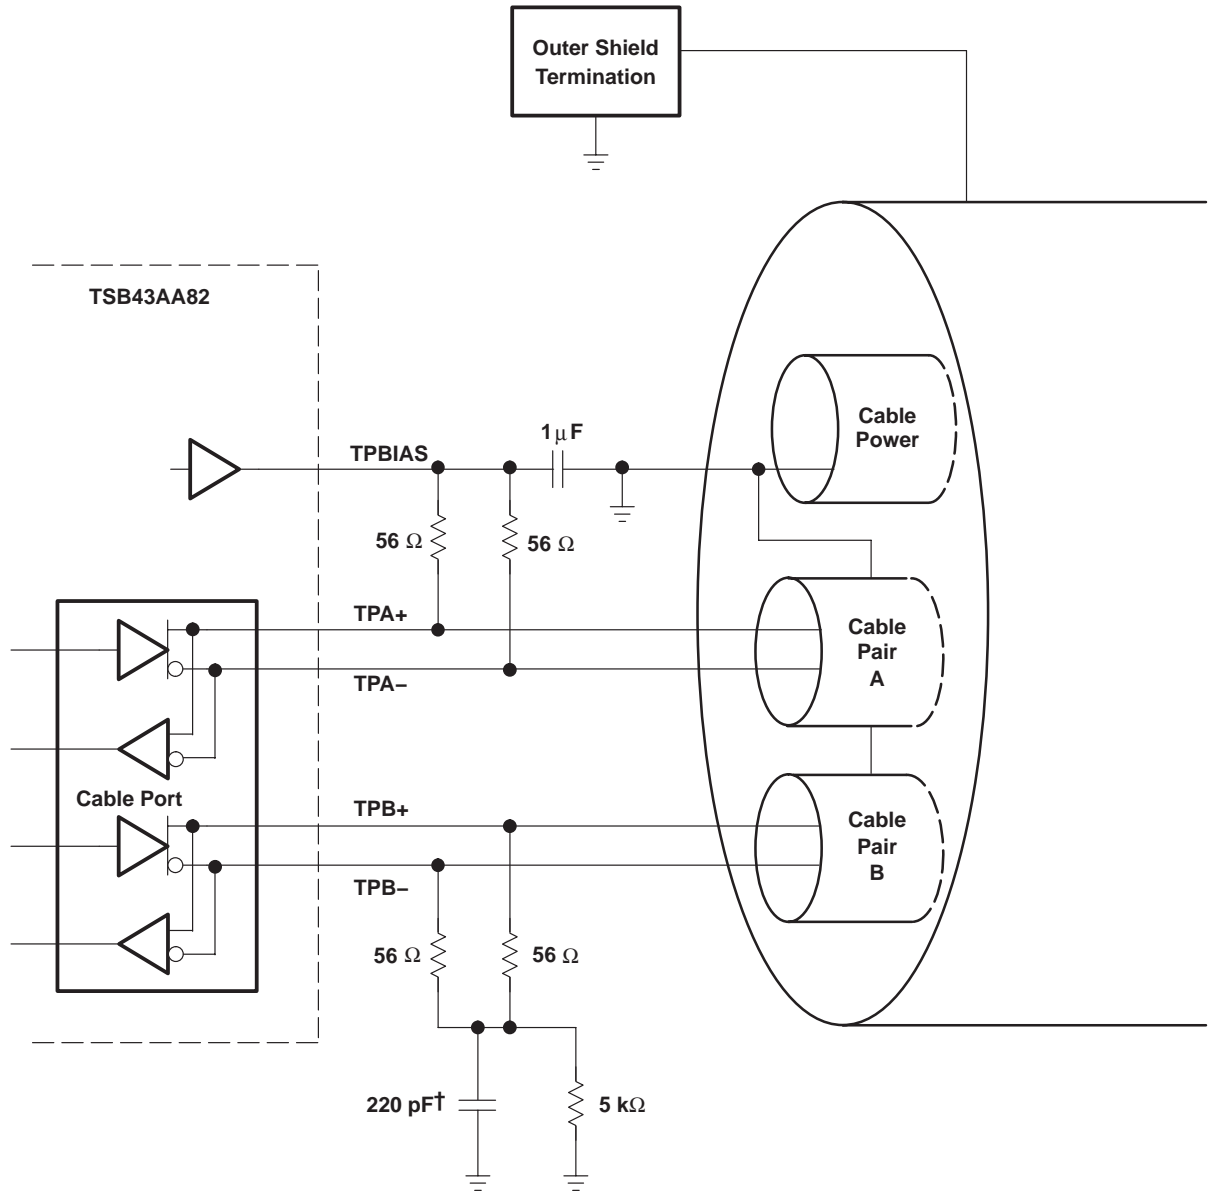 Outer Shield
Termination
TSB43AA82
Cable
Power
1 μF
TPBIAS
56 Ω
56 Ω
TPA+
Cable
Pair
A
TPA−
Cable Port
TPB+
Cable
Pair
B
TPB−
56 Ω
56 Ω
220 pF†
5 kΩ